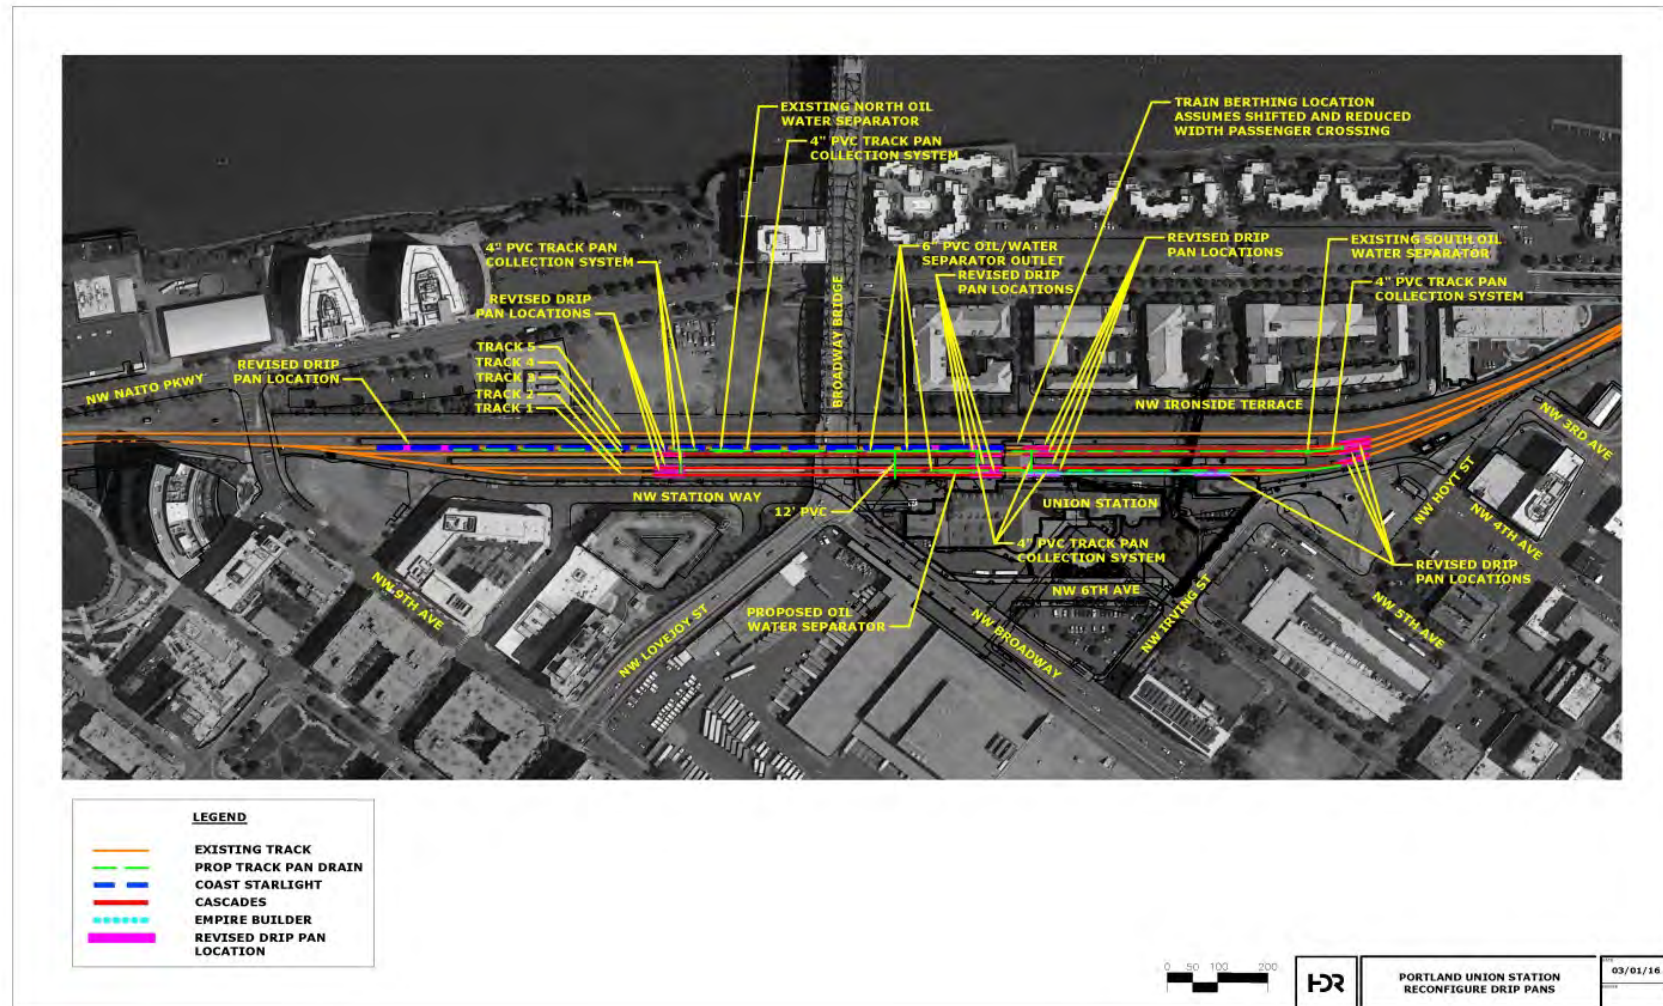 EXISTING NORTH OIL
WATER SEPARATOR
4" PVC TRACK PAN
COLLECTION SYSTEM
TRAIN BERTHING LOCATION
ASSUMES SHIFTED AND REDUCED
WIDTH PASSENGER CROSSING
4" PVC TRACK PAN
COLLECTION SYSTEM
REVISED DRIP
PAN LOCATIONS
BROADWAY BRIDGE
6" PVC OIL/WATER
SEPARATOR OUTLET
REVISED DRIP
PAN LOCATIONS
REVISED DRIP
PAN LOCATIONS
EXISTING SOUTH OIL
WATER SEPARATOR
4" PVC TRACK PAN
COLLECTION SYSTEM
TRACK 5
TRACK 4
TRACK 3
TRACK 2
TRACK 1
REVISED DRIP
PAN LOCATION
NW NAITO PKWY
NW IRONSIDE TERRACE
NW 3RD AVE
NW HOYT ST
NW 4TH AVE
NW STATION WAY
12' PVC
UNION STATION
4" PVC TRACK PAN
COLLECTION SYSTEM
REVISED DRIP
PAN LOCATIONS
NW 9TH AVE
NW LOVEJOY ST
PROPOSED OIL
WATER SEPARATOR
NW 6TH AVE
NW BROADWAY
NW IRVING ST
NW 5TH AVE
LEGEND
EXISTING TRACK
PROP TRACK PAN DRAIN
COAST STARLIGHT
CASCADES
EMPIRE BUILDER
REVISED DRIP PAN
LOCATION
0 50 100 200
HDR
PORTLAND UNION STATION
RECONFIGURE DRIP PANS
03/01/16